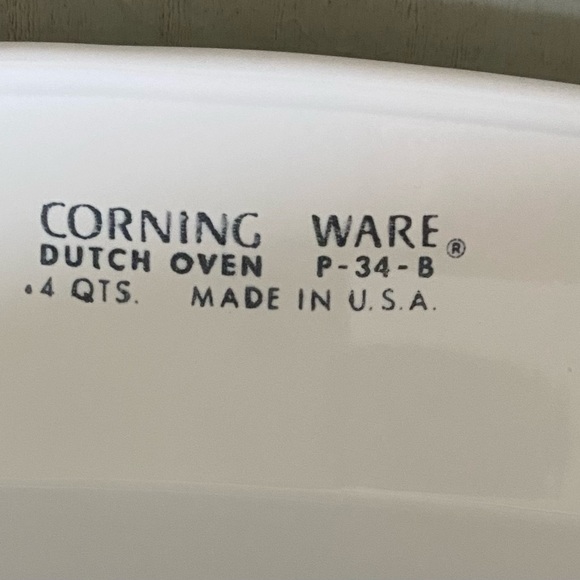 CORNING WARE®
DUTCH OVEN P-34-B
.4 QTS. MADE IN U.S.A.